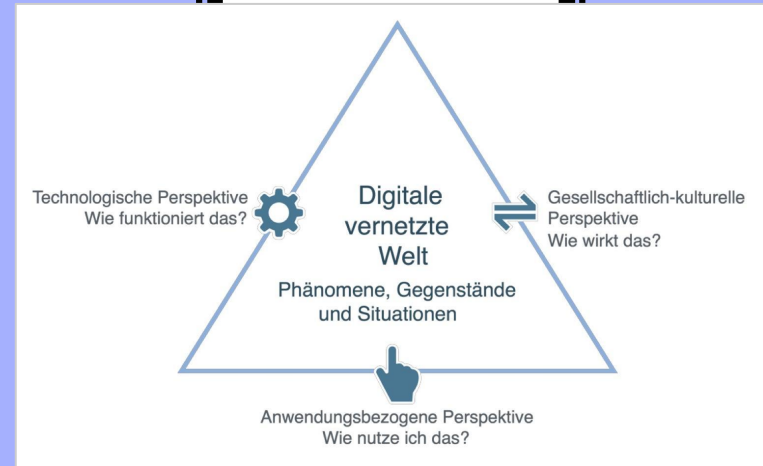 Technologische Perspektive
Wie funktioniert das?
Digitale
vernetzte
Welt
Phänomene, Gegenstände
und Situationen
Gesellschaftlich-kulturelle
Perspektive
Wie wirkt das?
Anwendungsbezogene Perspektive
Wie nutze ich das?